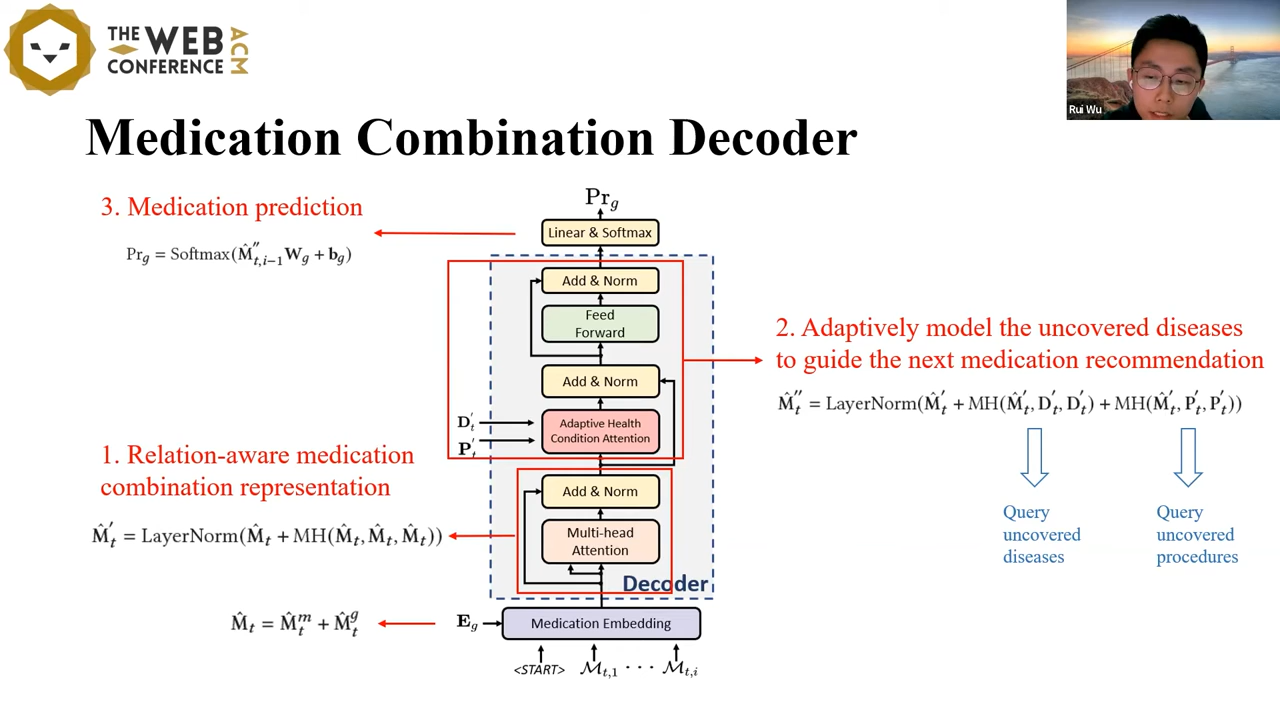 THE WEB
CONFERENCE
ACM
Rui Wu
Medication Combination Decoder
3. Medication prediction
Pr_g = Softmax(M̂″_{t,i−1}W_g + b_g)
Pr_g
Linear & Softmax
Add & Norm
Feed
Forward
Add & Norm
D′_t
P′_t
Adaptive Health
Condition Attention
Add & Norm
Multi-head
Attention
Decoder
E_g
Medication Embedding
<START> M_{t,1} · · · M_{t,i}
2. Adaptively model the uncovered diseases
to guide the next medication recommendation
M̂″_t = LayerNorm(M̂′_t + MH(M̂′_t, D′_t, D′_t) + MH(M̂′_t, P′_t, P′_t))
Query
uncovered
diseases
Query
uncovered
procedures
1. Relation-aware medication
combination representation
M̂′_t = LayerNorm(M̂_t + MH(M̂_t, M̂_t, M̂_t))
M̂_t = M̂^m_t + M̂^g_t